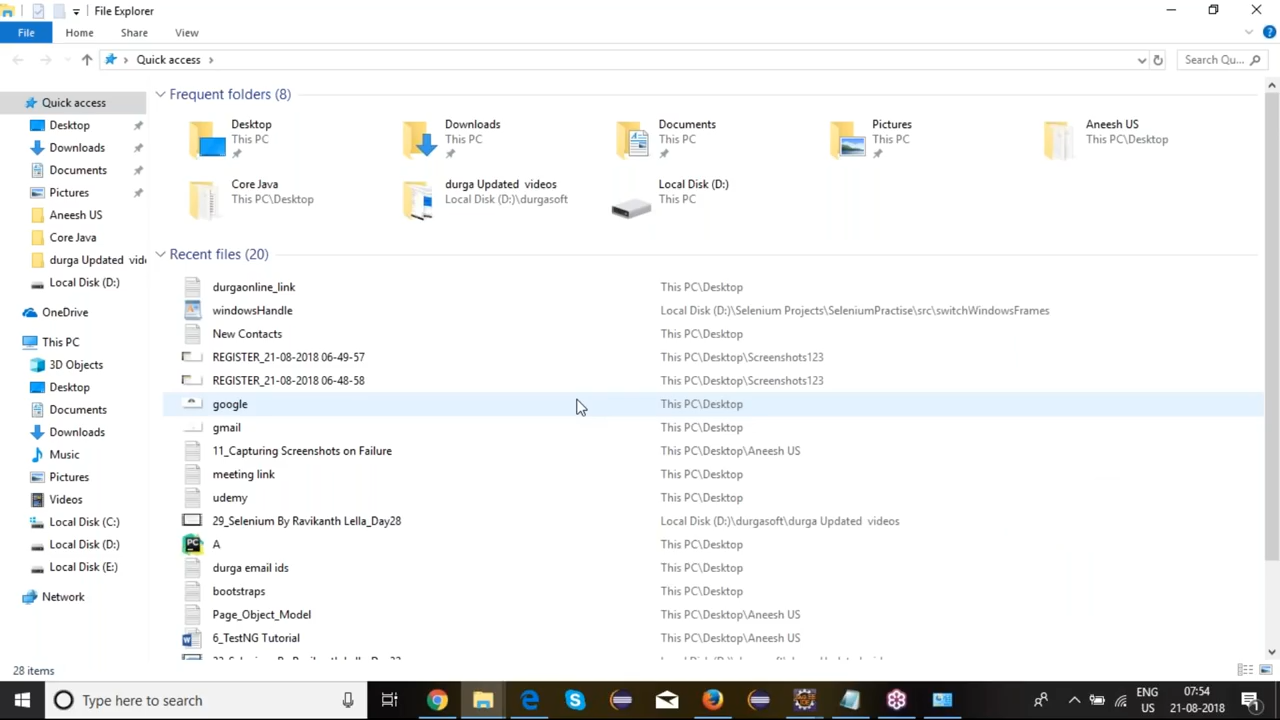 File Explorer
File Home Share View
Quick access Search Qu...
Quick access
Desktop
Downloads
Documents
Pictures
Aneesh US
Core Java
durga Updated vide
Local Disk (D:)
OneDrive
This PC
3D Objects
Desktop
Documents
Downloads
Music
Pictures
Videos
Local Disk (C:)
Local Disk (D:)
Local Disk (E:)
Network
Frequent folders (8)
Desktop
This PC
Downloads
This PC
Documents
This PC
Pictures
This PC
Aneesh US
This PC\Desktop
Core Java
This PC\Desktop
durga Updated videos
Local Disk (D:)\durgasoft
Local Disk (D:)
This PC
Recent files (20)
durgaonline_link This PC\Desktop
windowsHandle Local Disk (D:)\Selenium Projects\SeleniumPractise\src\switchWindowsFrames
New Contacts This PC\Desktop
REGISTER_21-08-2018 06-49-57 This PC\Desktop\Screenshots123
REGISTER_21-08-2018 06-48-58 This PC\Desktop\Screenshots123
google This PC\Desktop
gmail This PC\Desktop
11_Capturing Screenshots on Failure This PC\Desktop\Aneesh US
meeting link This PC\Desktop
udemy This PC\Desktop
29_Selenium By Ravikanth Lella_Day28 Local Disk (D:)\durgasoft\durga Updated videos
A This PC\Desktop
durga email ids This PC\Desktop
bootstraps This PC\Desktop
Page_Object_Model This PC\Desktop\Aneesh US
6_TestNG Tutorial This PC\Desktop\Aneesh US
28 items
Type here to search
ENG
US
07:54
21-08-2018